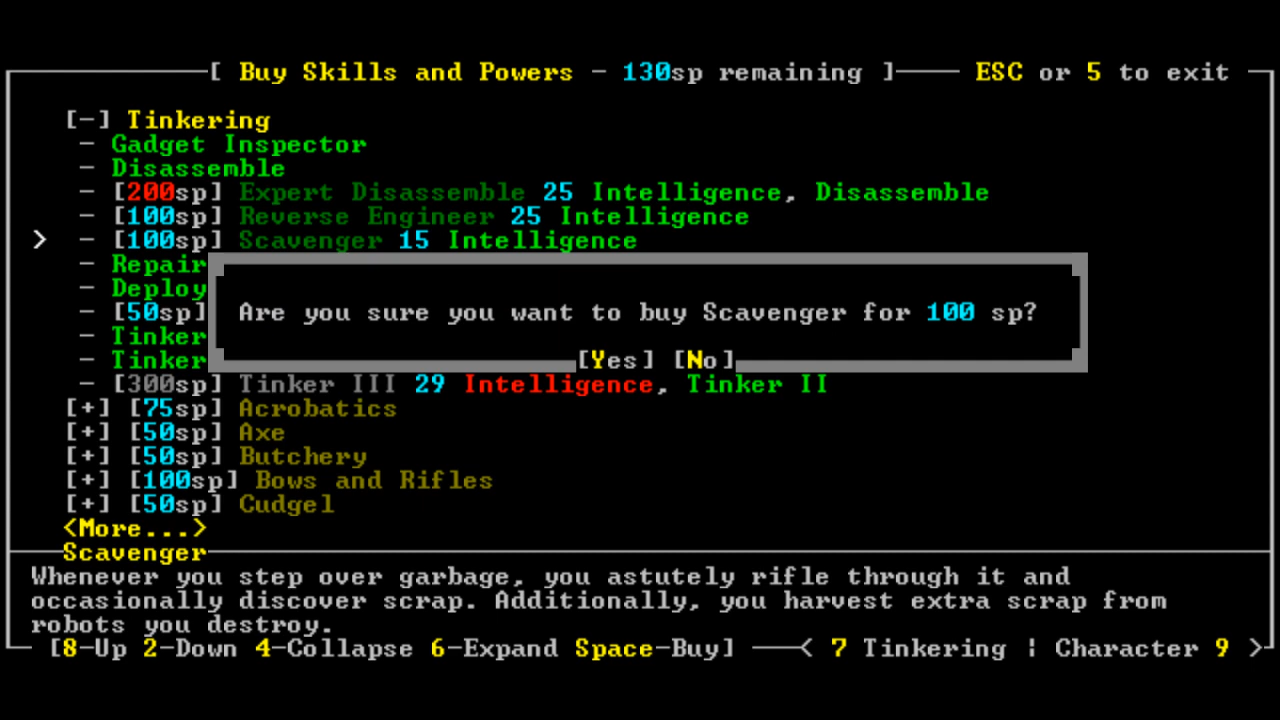 [ Buy Skills and Powers - 130sp remaining ] ESC or 5 to exit
[-] Tinkering
- Gadget Inspector
- Disassemble
- [200sp] Expert Disassemble 25 Intelligence, Disassemble
- [100sp] Reverse Engineer 25 Intelligence
> - [100sp] Scavenger 15 Intelligence
- Repair
- Deploy
- [50sp]
Are you sure you want to buy Scavenger for 100 sp?
- Tinker
- Tinker
[Yes] [No]
- [300sp] Tinker III 29 Intelligence, Tinker II
[+] [75sp] Acrobatics
[+] [50sp] Axe
[+] [50sp] Butchery
[+] [100sp] Bows and Rifles
[+] [50sp] Cudgel
<More...>
Scavenger
Whenever you step over garbage, you astutely rifle through it and
occasionally discover scrap. Additionally, you harvest extra scrap from
robots you destroy.
[8-Up 2-Down 4-Collapse 6-Expand Space-Buy] < 7 Tinkering | Character 9 >